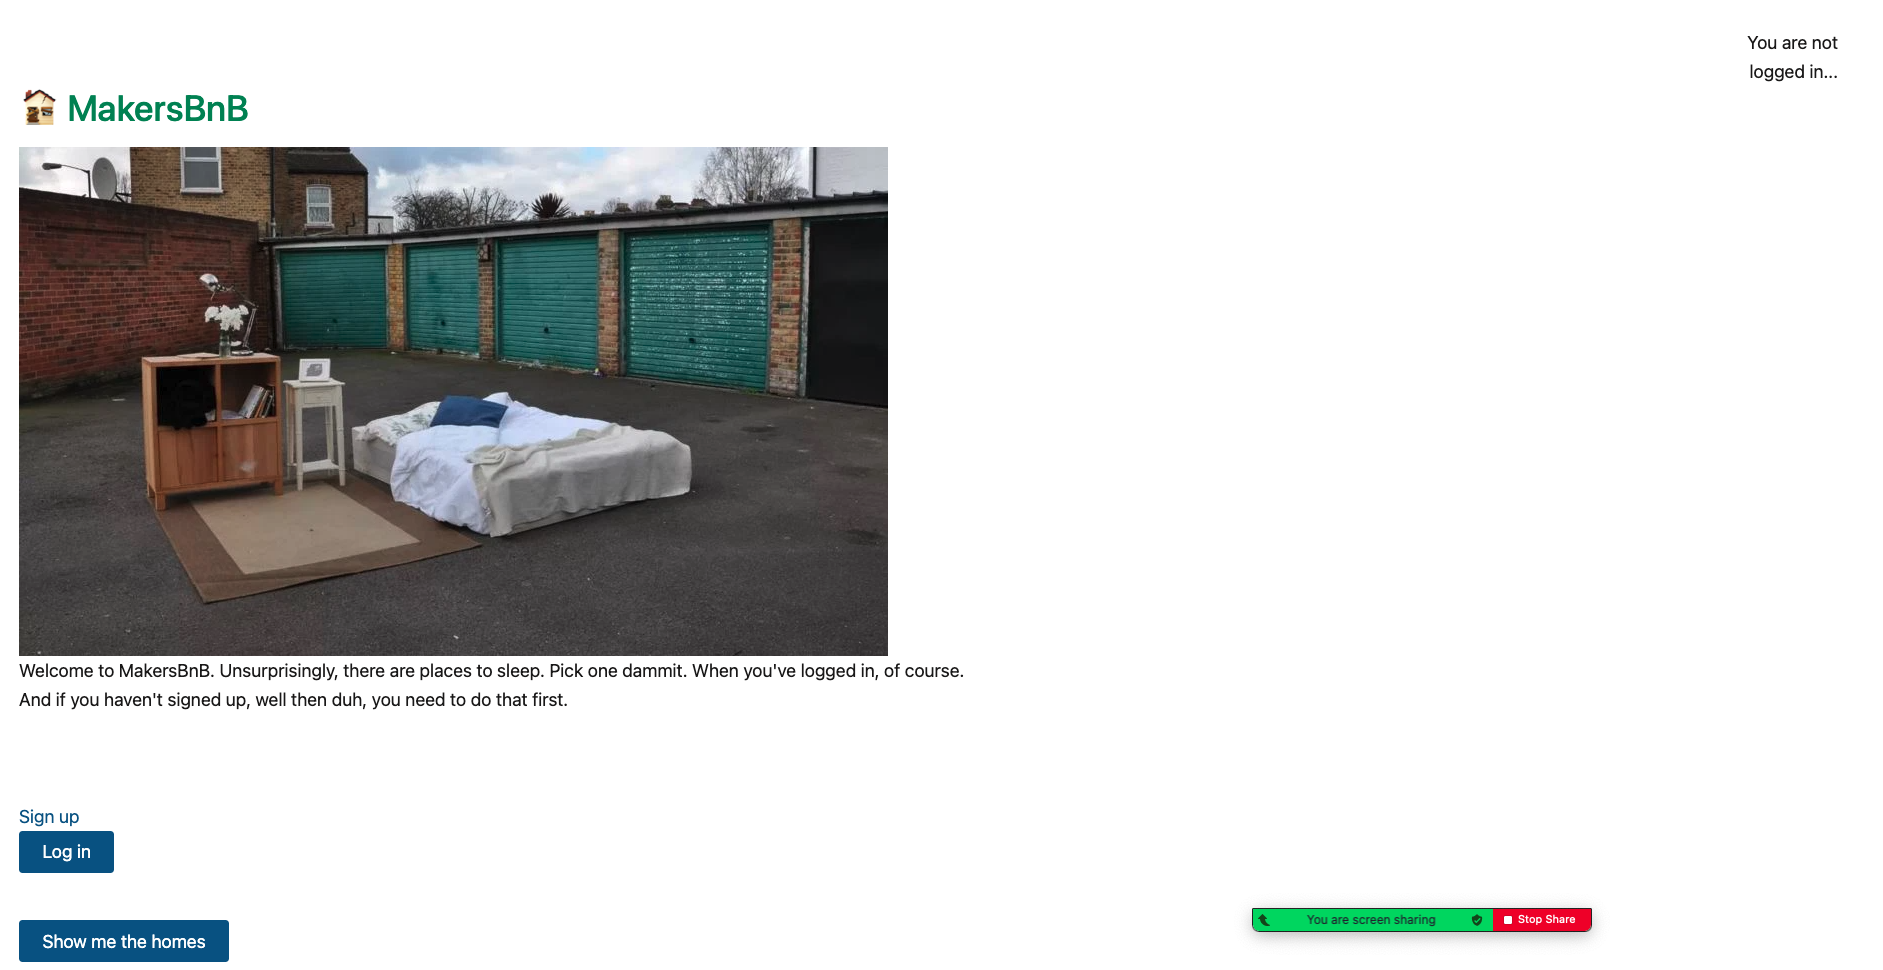 You are not
logged in...
MakersBnB
Welcome to MakersBnB. Unsurprisingly, there are places to sleep. Pick one dammit. When you've logged in, of course.
And if you haven't signed up, well then duh, you need to do that first.
Sign up
Log in
Show me the homes
You are screen sharing
Stop Share